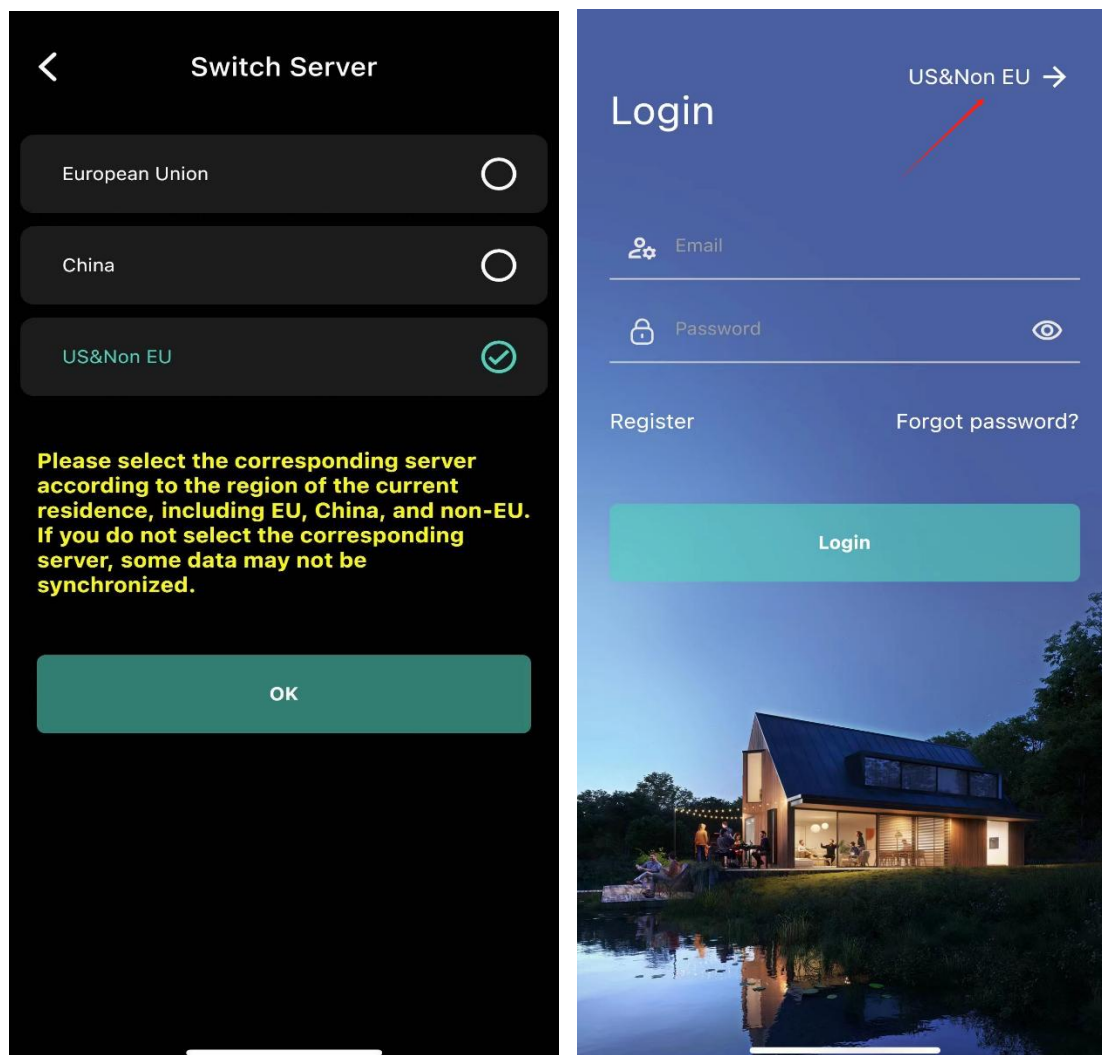 Switch Server
European Union
China
US&Non EU
Please select the corresponding server
according to the region of the current
residence, including EU, China, and non-EU.
If you do not select the corresponding
server, some data may not be
synchronized.
OK
US&Non EU
Login
Email
Password
Register
Forgot password?
Login